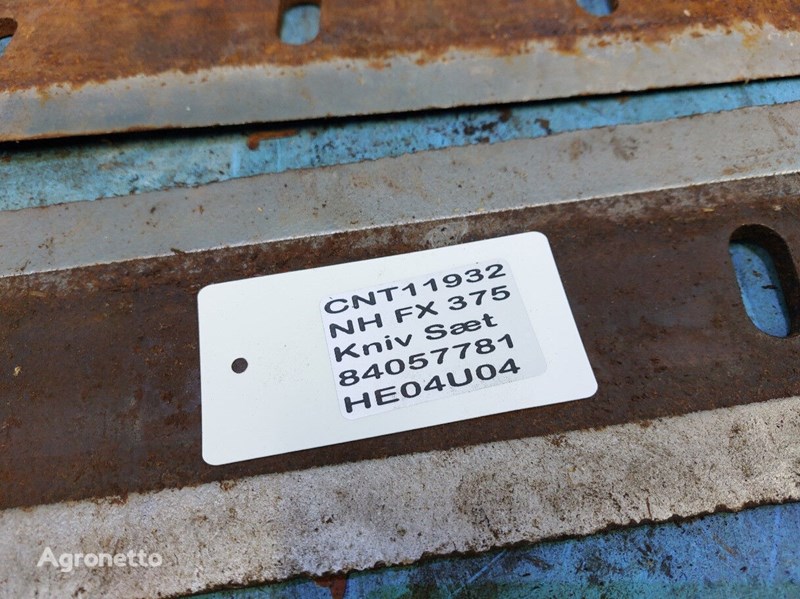 CNT11932
NH FX 375
Kniv Sæt
84057781
HE04U04
Agronetto